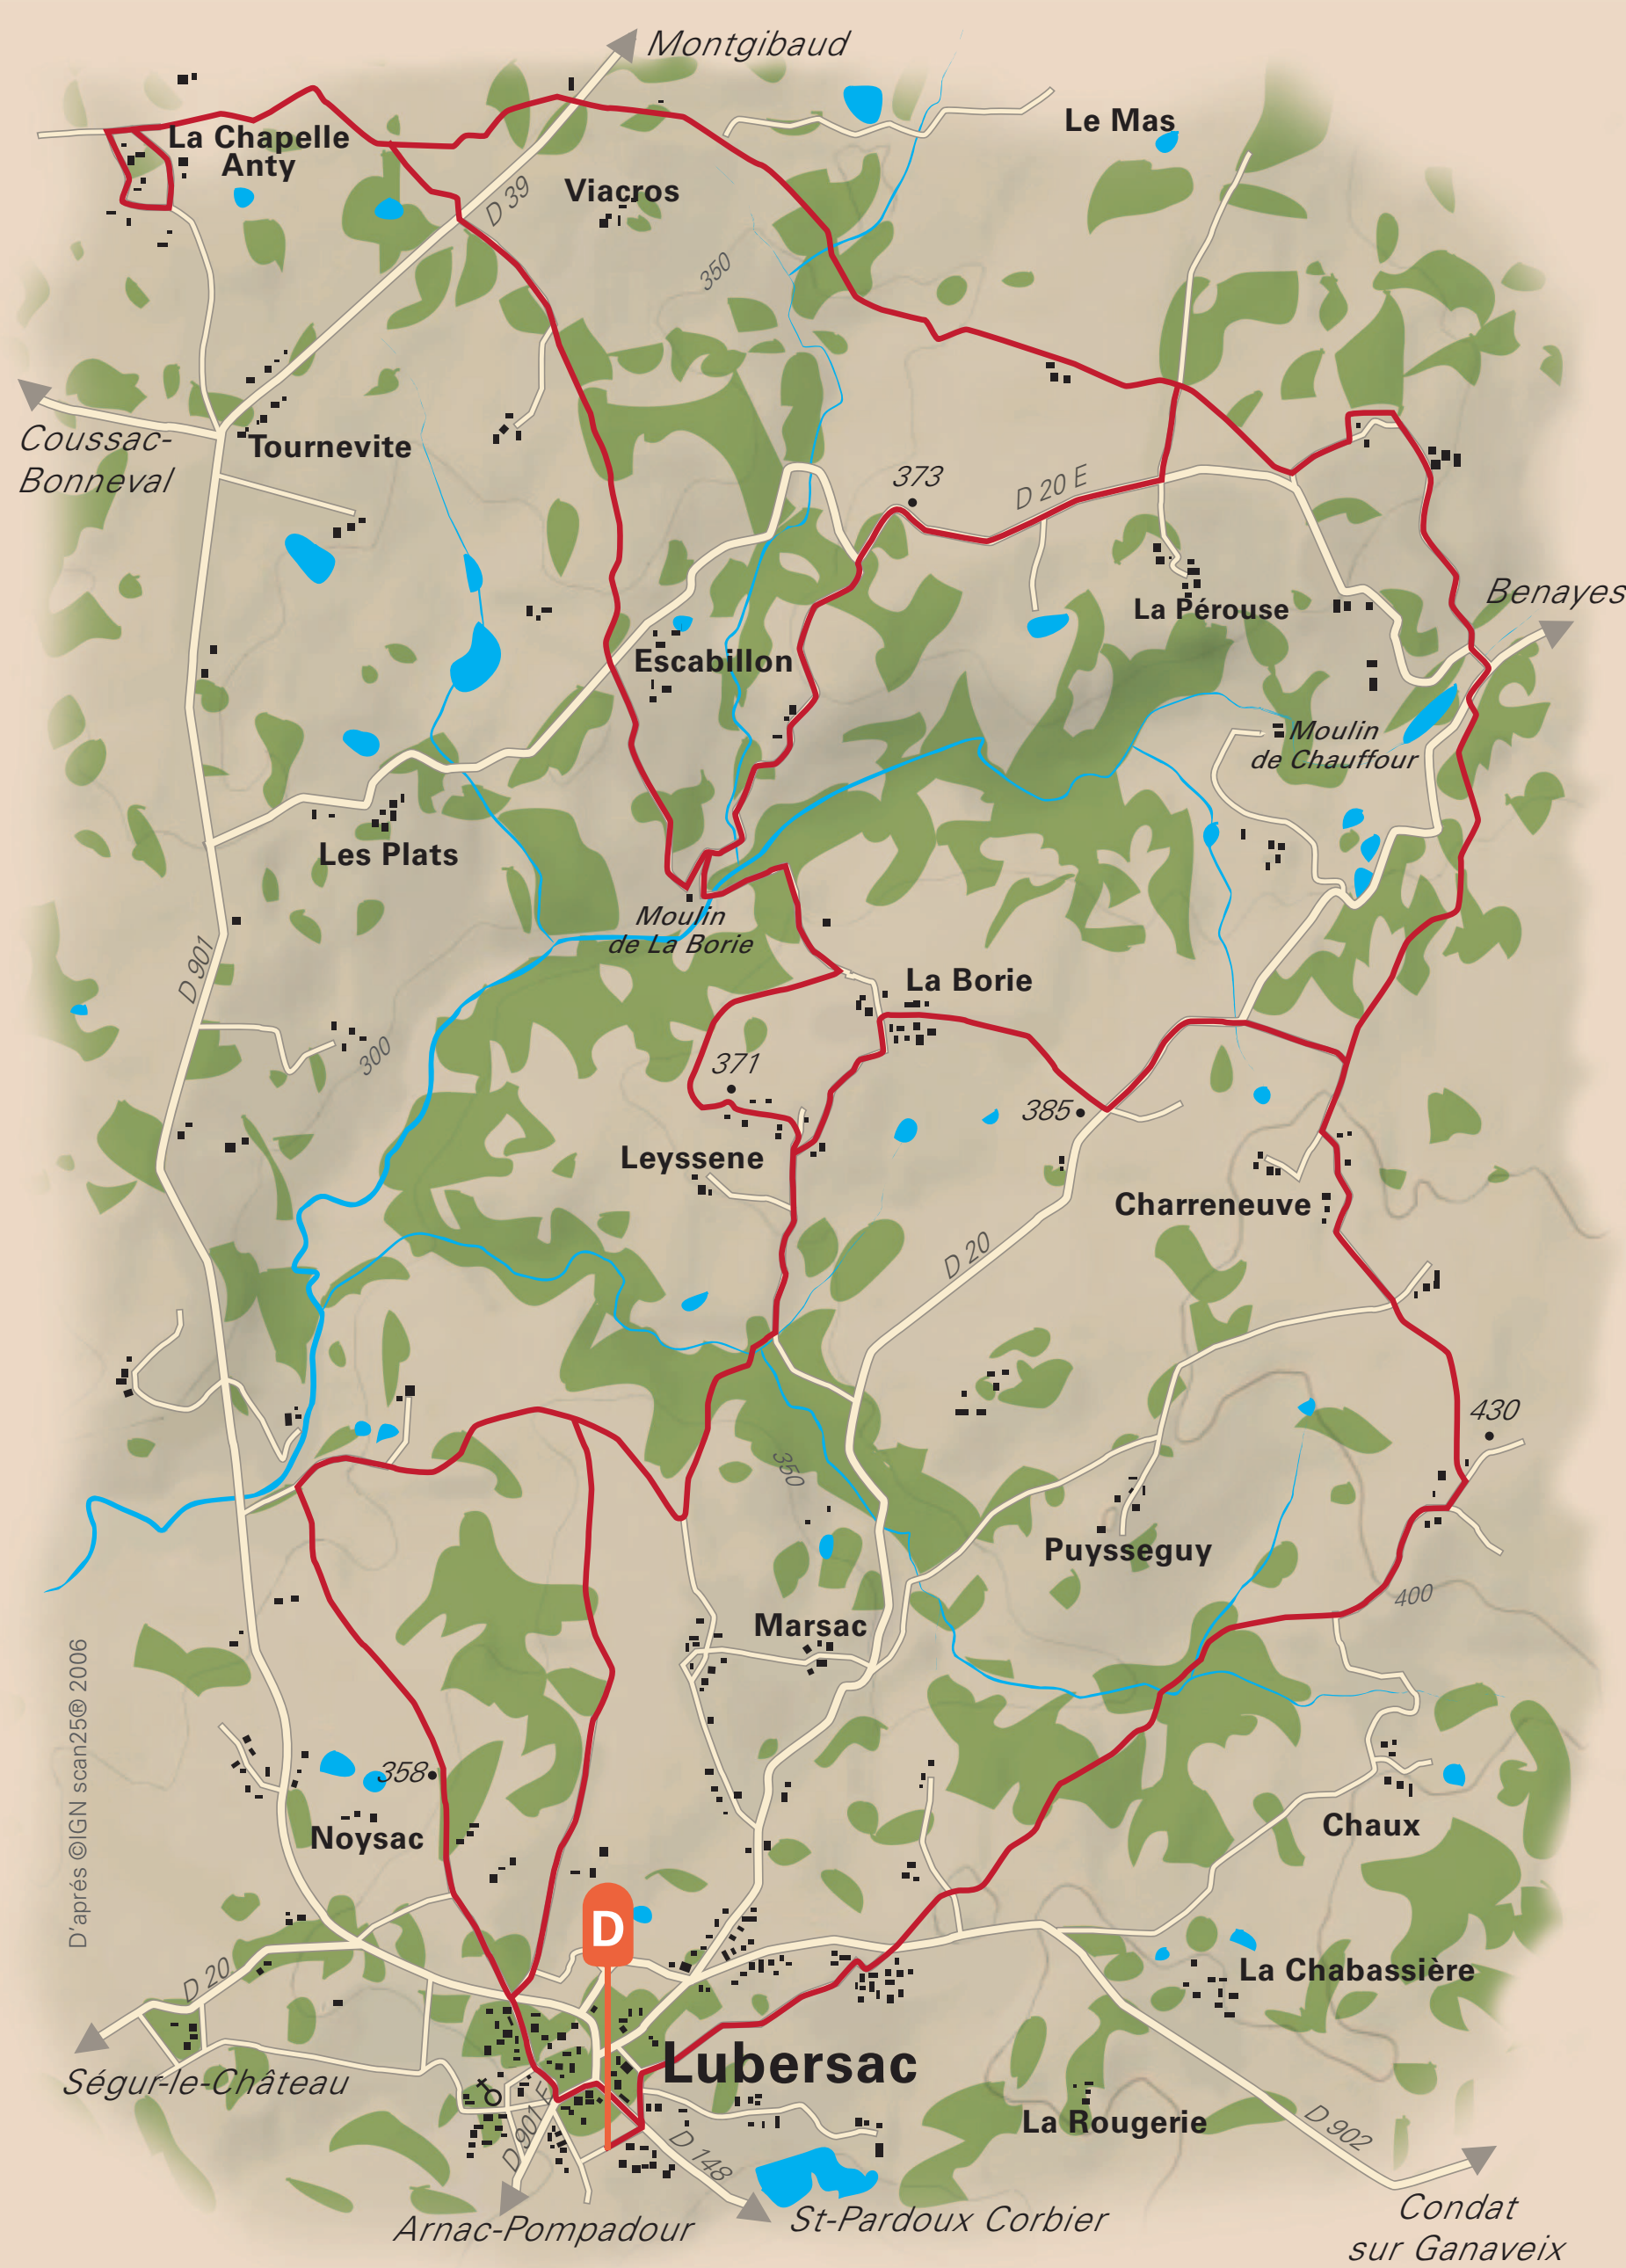 Montgibaud
Le Mas
La Chapelle
Anty
D 39
Viacros
350
Coussac-
Bonneval
Tournevite
373
D 20 E
Benayes
La Pérouse
Escabillon
Moulin
de Chauffour
Les Plats
Moulin
de La Borie
D 901
La Borie
300
371
385
Leyssene
Charreneuve
D 20
430
350
Puysseguy
400
Marsac
D'aprés ©IGN scan25® 2006
358
Noysac
Chaux
D
D 20
La Chabassière
Lubersac
Ségur-le-Château
D 901 E
La Rougerie
D 902
D 148
Arnac-Pompadour
St-Pardoux Corbier
Condat
sur Ganaveix